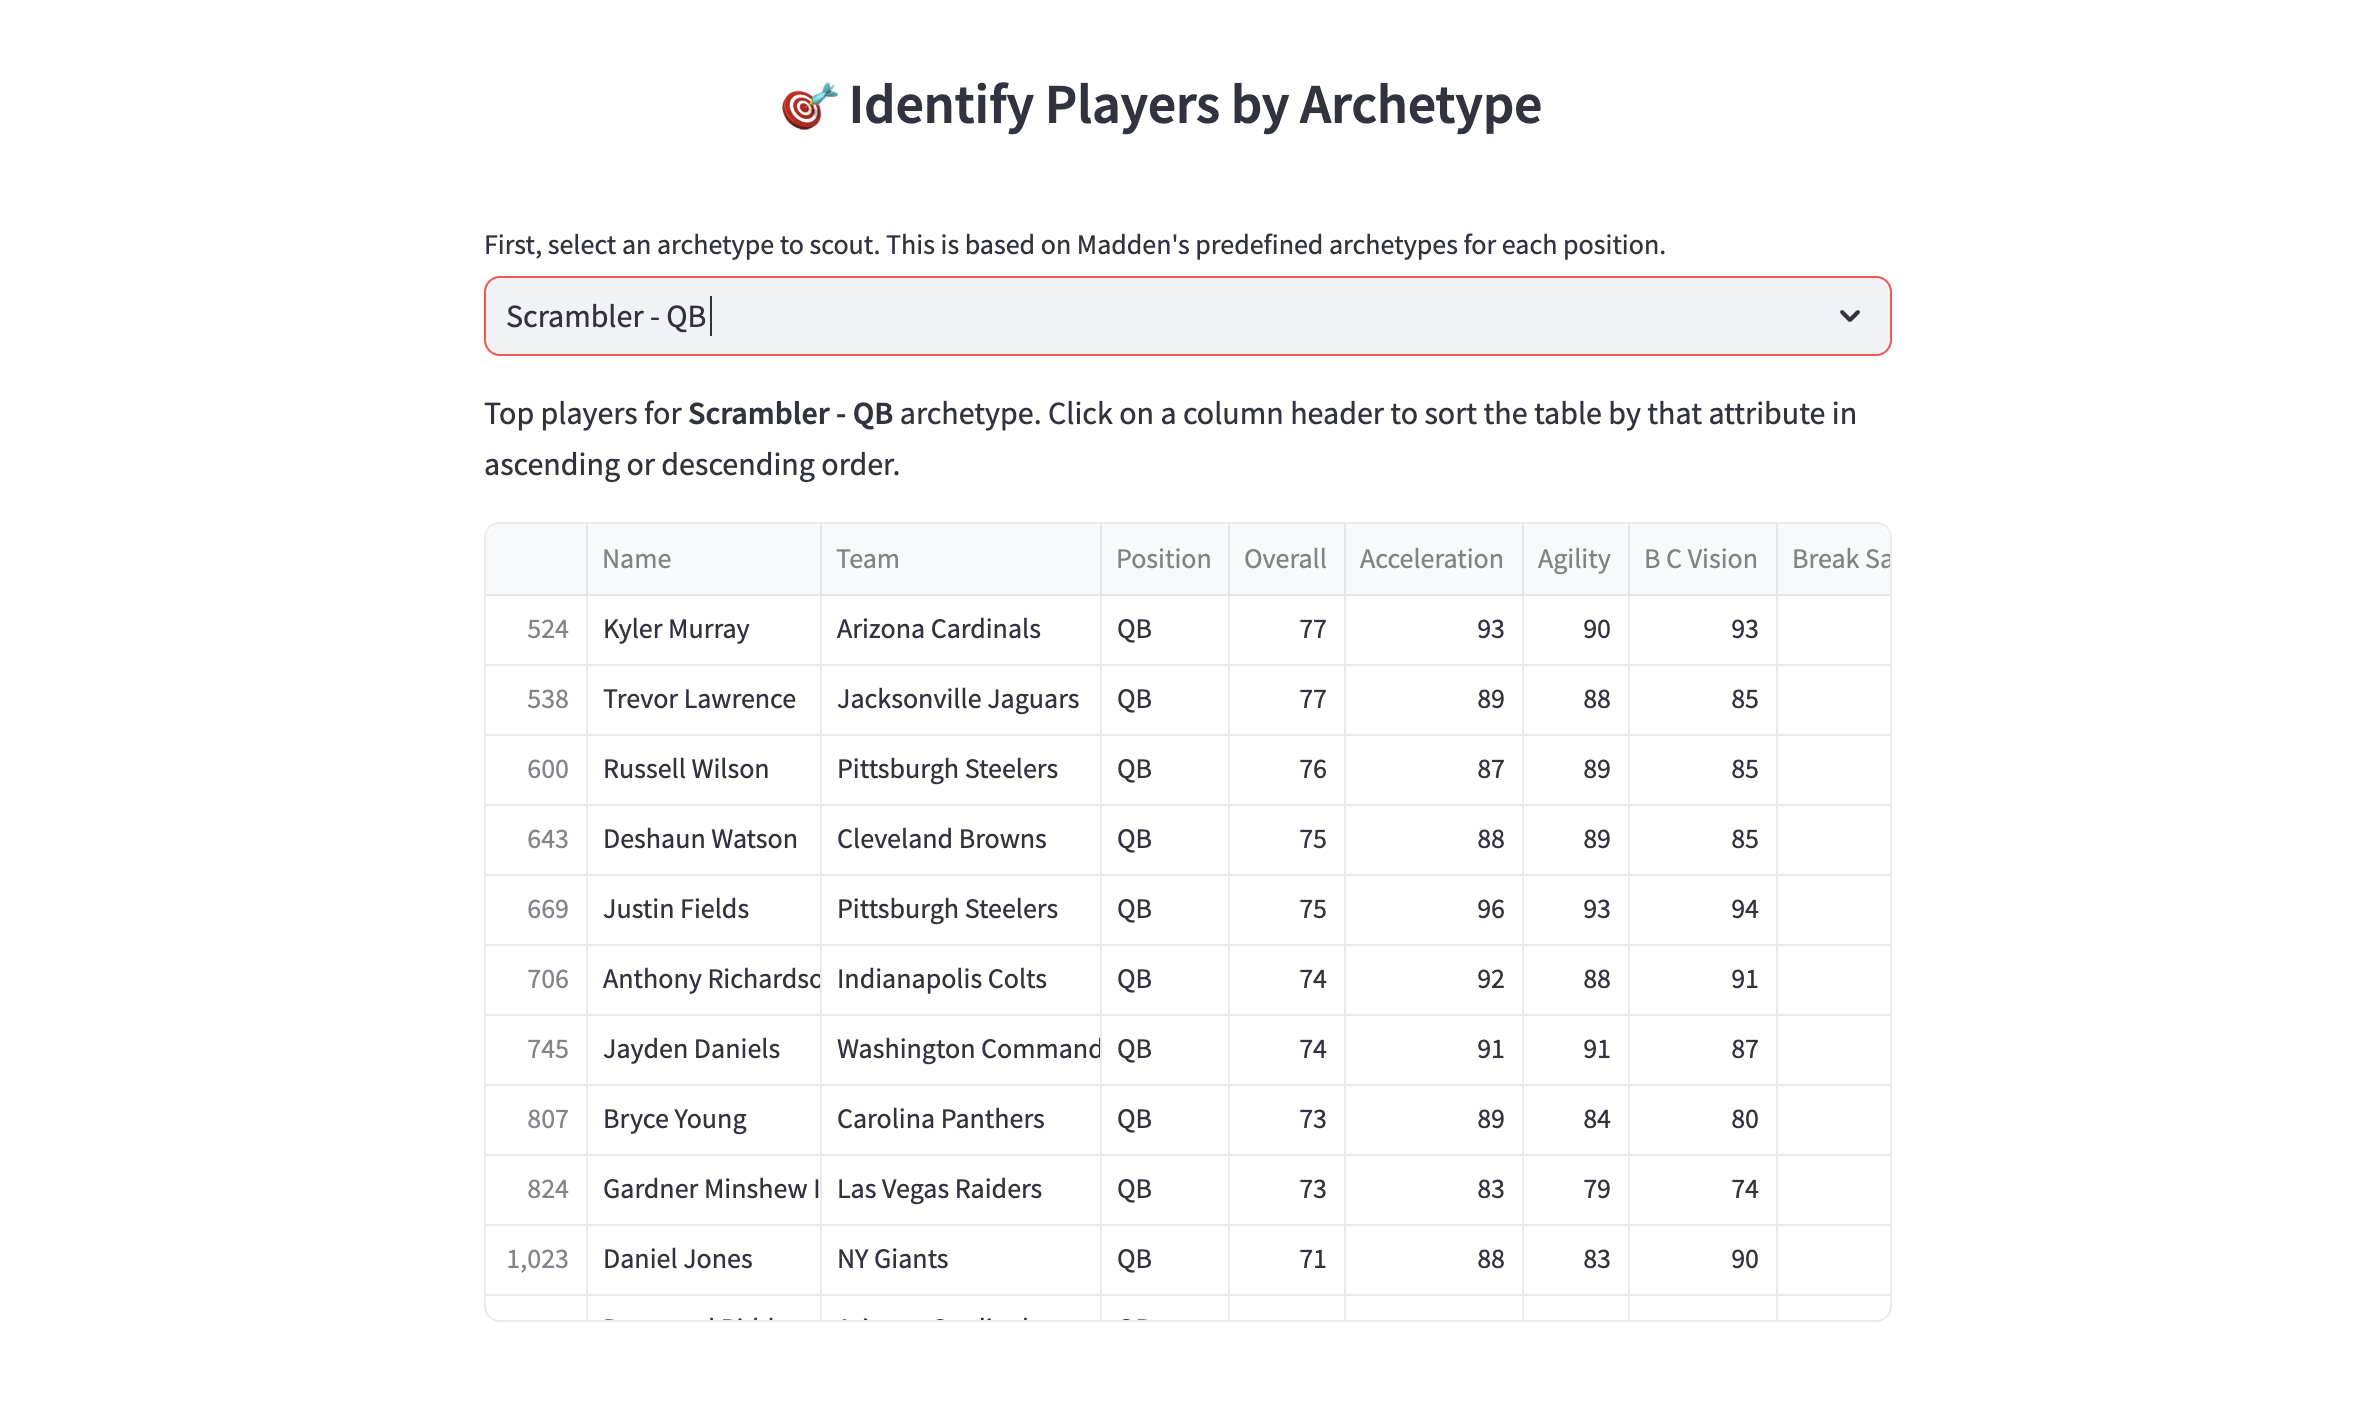 🎯 Identify Players by Archetype
First, select an archetype to scout. This is based on Madden's predefined archetypes for each position.
Scrambler - QB
Top players for Scrambler - QB archetype. Click on a column header to sort the table by that attribute in
ascending or descending order.
Name Team Position Overall Acceleration Agility B C Vision Break Sa
524 Kyler Murray Arizona Cardinals QB 77 93 90 93
538 Trevor Lawrence Jacksonville Jaguars QB 77 89 88 85
600 Russell Wilson Pittsburgh Steelers QB 76 87 89 85
643 Deshaun Watson Cleveland Browns QB 75 88 89 85
669 Justin Fields Pittsburgh Steelers QB 75 96 93 94
706 Anthony Richardso Indianapolis Colts QB 74 92 88 91
745 Jayden Daniels Washington Command QB 74 91 91 87
807 Bryce Young Carolina Panthers QB 73 89 84 80
824 Gardner Minshew I Las Vegas Raiders QB 73 83 79 74
1,023 Daniel Jones NY Giants QB 71 88 83 90